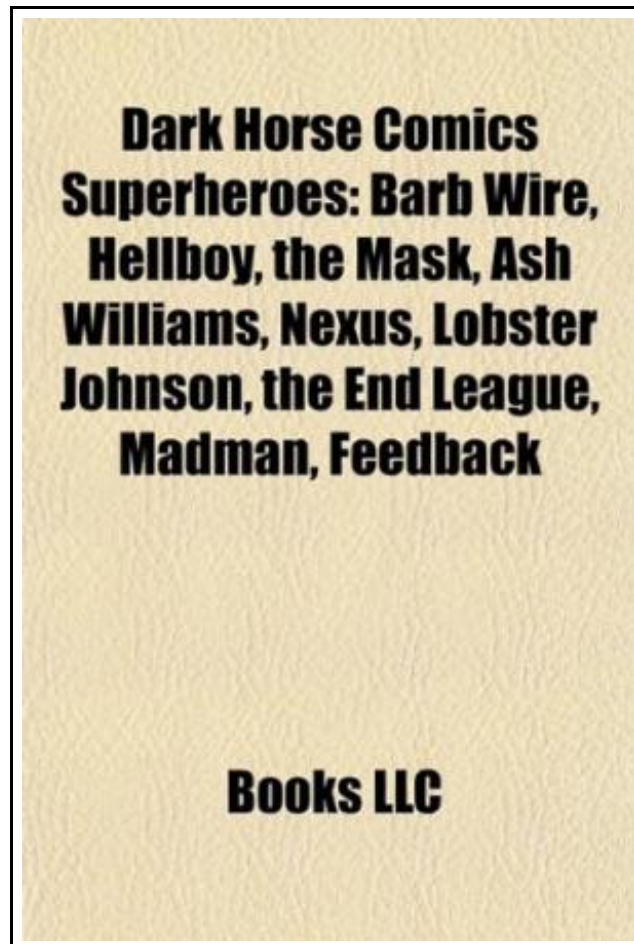 Dark Horse Comics
Superheroes: Barb Wire,
Hellboy, the Mask, Ash
Williams, Nexus, Lobster
Johnson, the End League,
Madman, Feedback
Books LLC